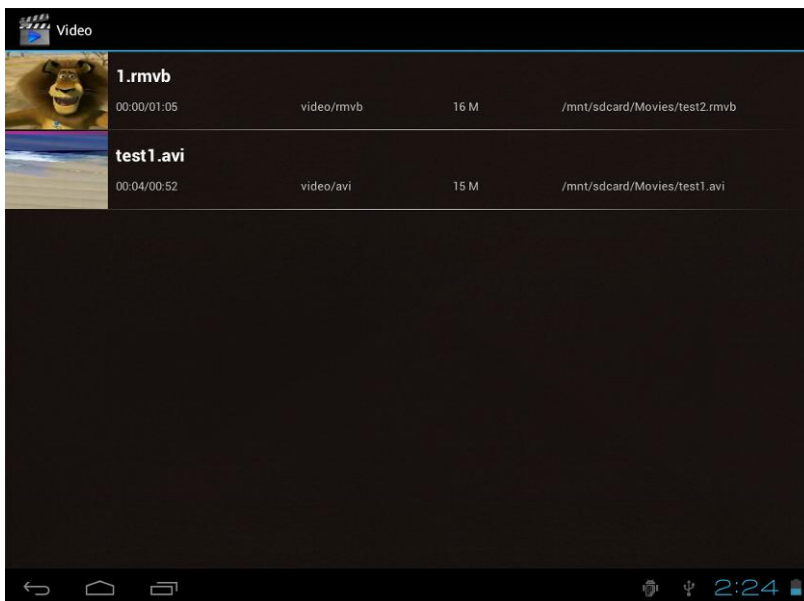 Video
1.rmvb
00:00/01:05 video/rmvb 16 M /mnt/sdcard/Movies/test2.rmvb
test1.avi
00:04/00:52 video/avi 15 M /mnt/sdcard/Movies/test1.avi
2:24